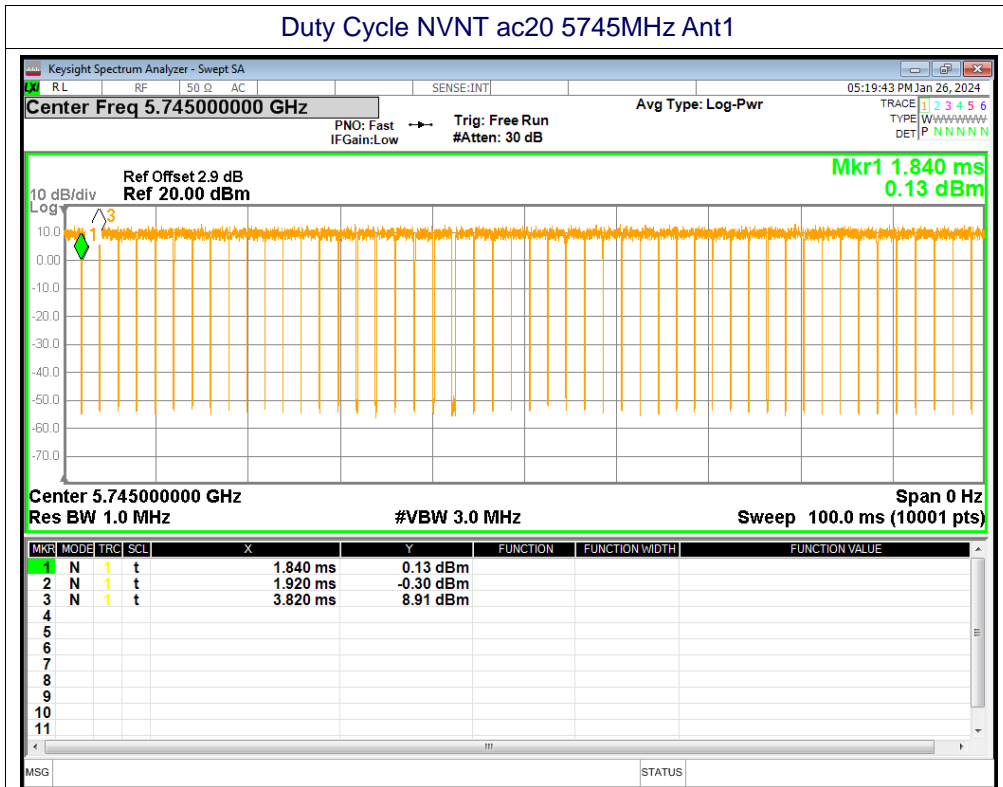 Duty Cycle NVNT ac20 5745MHz Ant1
Keysight Spectrum Analyzer - Swept SA
LXI RL RF 50 Ω AC SENSE:INT 05:19:43 PM Jan 26, 2024
Center Freq 5.745000000 GHz Avg Type: Log-Pwr TRACE 1 2 3 4 5 6
PNO: Fast Trig: Free Run TYPE WWWWWWW
IFGain:Low #Atten: 30 dB DET P N N N N N
Mkr1 1.840 ms
Ref Offset 2.9 dB
10 dB/div Ref 20.00 dBm 0.13 dBm
Log
3
10.0 1
0.00
-10.0
-20.0
-30.0
-40.0
-50.0
-60.0
-70.0
Center 5.745000000 GHz Span 0 Hz
Res BW 1.0 MHz #VBW 3.0 MHz Sweep 100.0 ms (10001 pts)
MKR MODE TRC SCL X Y FUNCTION FUNCTION WIDTH FUNCTION VALUE
1 N 1 t 1.840 ms 0.13 dBm
2 N 1 t 1.920 ms -0.30 dBm
3 N 1 t 3.820 ms 8.91 dBm
4
5
6
7
8
9
10
11
MSG STATUS